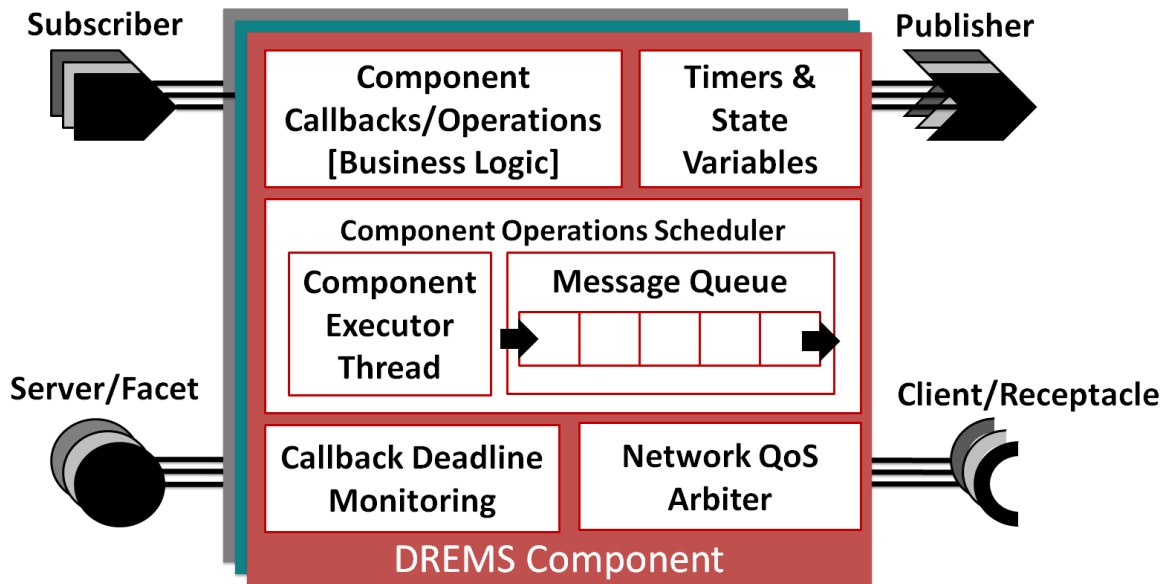 Subscriber
Publisher
Component
Callbacks/Operations
[Business Logic]
Timers &
State
Variables
Component Operations Scheduler
Component
Executor
Thread
Message Queue
Server/Facet
Client/Receptacle
Callback Deadline
Monitoring
Network QoS
Arbiter
DREMS Component